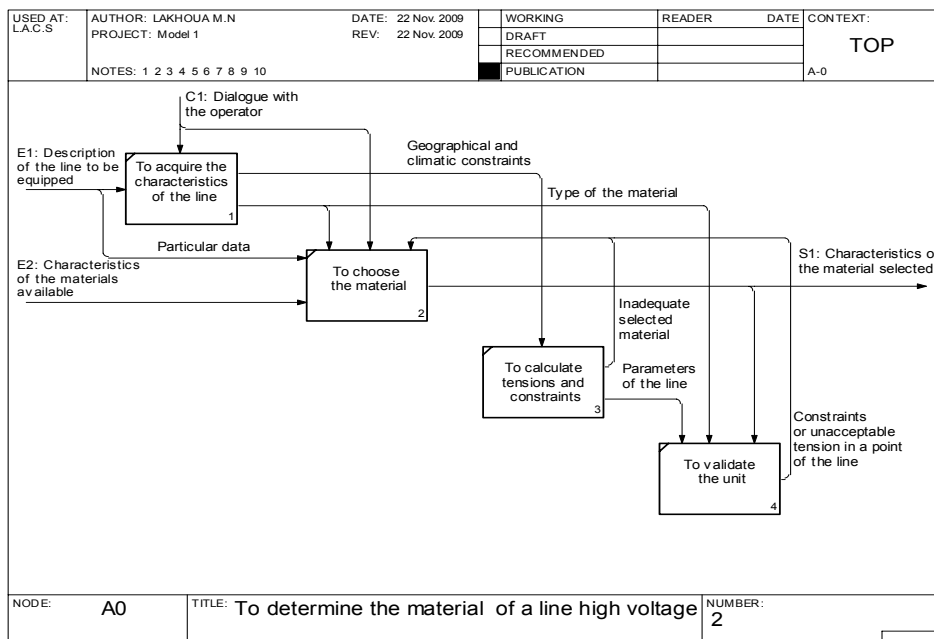 USED AT:
L.A.C.S
AUTHOR: LAKHOUA M.N
DATE: 22 Nov. 2009
PROJECT: Model 1
REV: 22 Nov. 2009
NOTES: 1 2 3 4 5 6 7 8 9 10
WORKING
DRAFT
RECOMMENDED
PUBLICATION
READER DATE
CONTEXT:
TOP
A-0
C1: Dialogue with
the operator
E1: Description
of the line to be
equipped
To acquire the
characteristics
of the line
1
Geographical and
climatic constraints
Type of the material
Particular data
E2: Characteristics
of the materials
available
To choose
the material
2
S1: Characteristics o
the material selected
Inadequate
selected
material
To calculate
tensions and
constraints
3
Parameters
of the line
Constraints
or unacceptable
tension in a point
of the line
To validate
the unit
4
NODE:
A0
TITLE: To determine the material of a line high voltage
NUMBER:
2